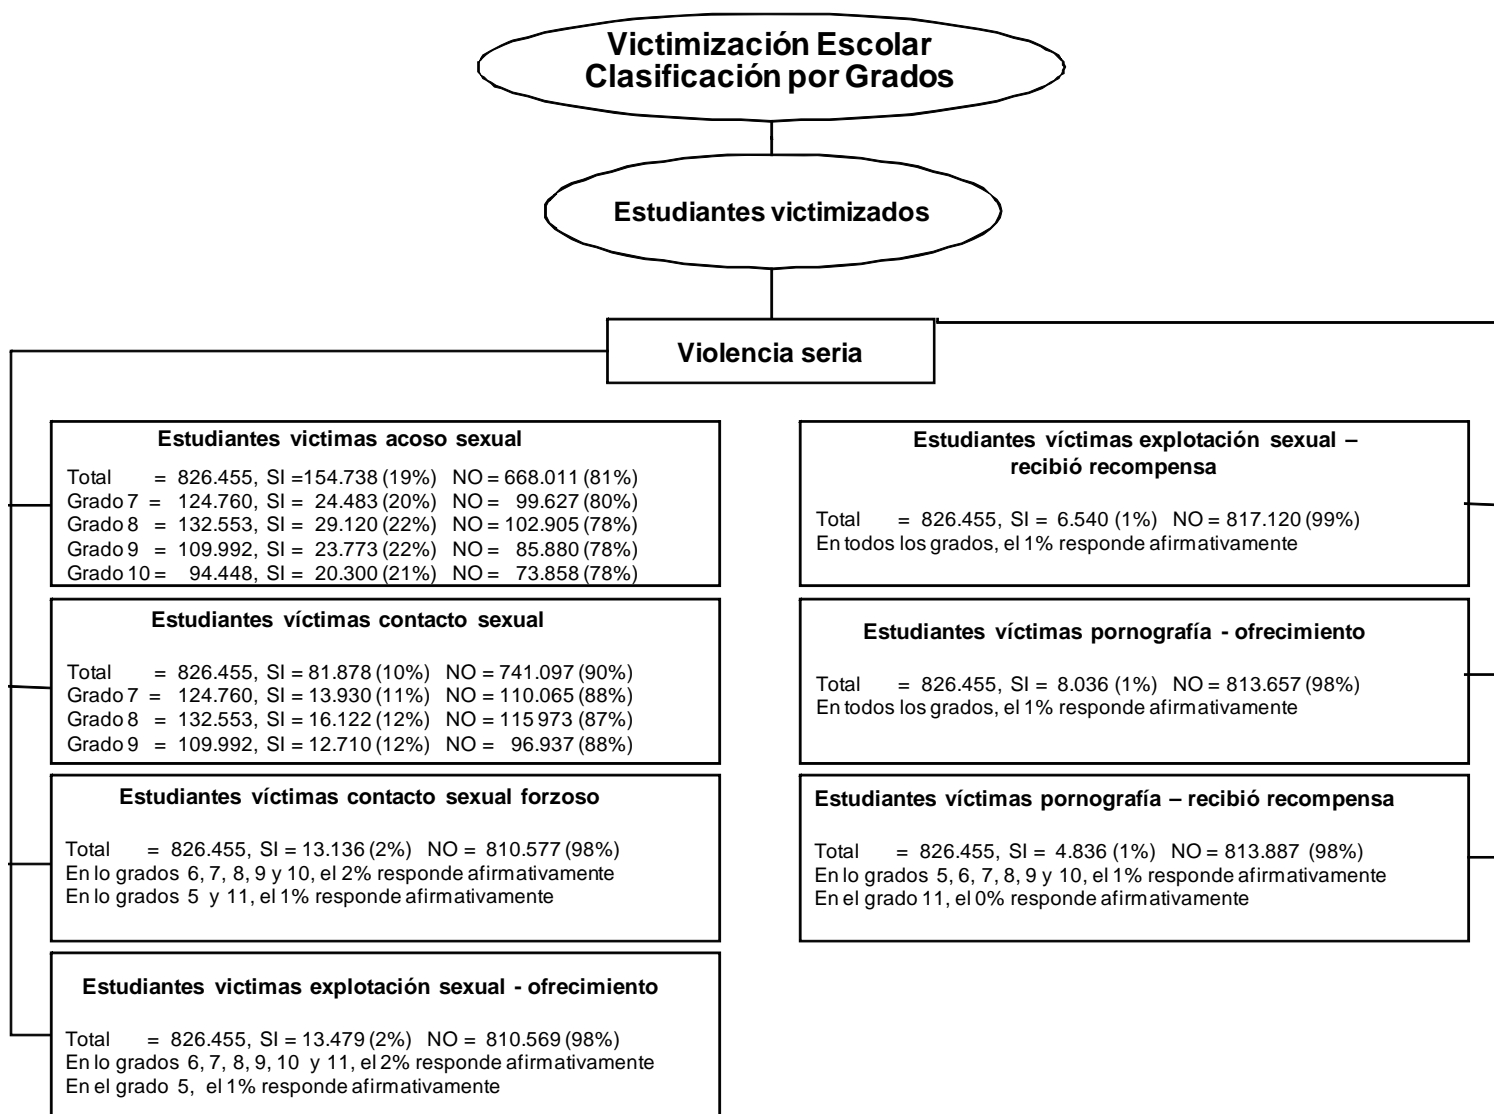 Victimización Escolar
Clasificación por Grados
Estudiantes victimizados
Violencia seria
Estudiantes victimas acoso sexual
Total = 826.455, SI =154.738 (19%) NO = 668.011 (81%)
Grado 7 = 124.760, SI = 24.483 (20%) NO = 99.627 (80%)
Grado 8 = 132.553, SI = 29.120 (22%) NO = 102.905 (78%)
Grado 9 = 109.992, SI = 23.773 (22%) NO = 85.880 (78%)
Grado 10 = 94.448, SI = 20.300 (21%) NO = 73.858 (78%)
Estudiantes víctimas contacto sexual
Total = 826.455, SI = 81.878 (10%) NO = 741.097 (90%)
Grado 7 = 124.760, SI = 13.930 (11%) NO = 110.065 (88%)
Grado 8 = 132.553, SI = 16.122 (12%) NO = 115 973 (87%)
Grado 9 = 109.992, SI = 12.710 (12%) NO = 96.937 (88%)
Estudiantes víctimas contacto sexual forzoso
Total = 826.455, SI = 13.136 (2%) NO = 810.577 (98%)
En lo grados 6, 7, 8, 9 y 10, el 2% responde afirmativamente
En lo grados 5 y 11, el 1% responde afirmativamente
Estudiantes victimas explotación sexual - ofrecimiento
Total = 826.455, SI = 13.479 (2%) NO = 810.569 (98%)
En lo grados 6, 7, 8, 9, 10 y 11, el 2% responde afirmativamente
En el grado 5, el 1% responde afirmativamente
Estudiantes víctimas explotación sexual –
recibió recompensa
Total = 826.455, SI = 6.540 (1%) NO = 817.120 (99%)
En todos los grados, el 1% responde afirmativamente
Estudiantes víctimas pornografía - ofrecimiento
Total = 826.455, SI = 8.036 (1%) NO = 813.657 (98%)
En todos los grados, el 1% responde afirmativamente
Estudiantes víctimas pornografía – recibió recompensa
Total = 826.455, SI = 4.836 (1%) NO = 813.887 (98%)
En lo grados 5, 6, 7, 8, 9 y 10, el 1% responde afirmativamente
En el grado 11, el 0% responde afirmativamente